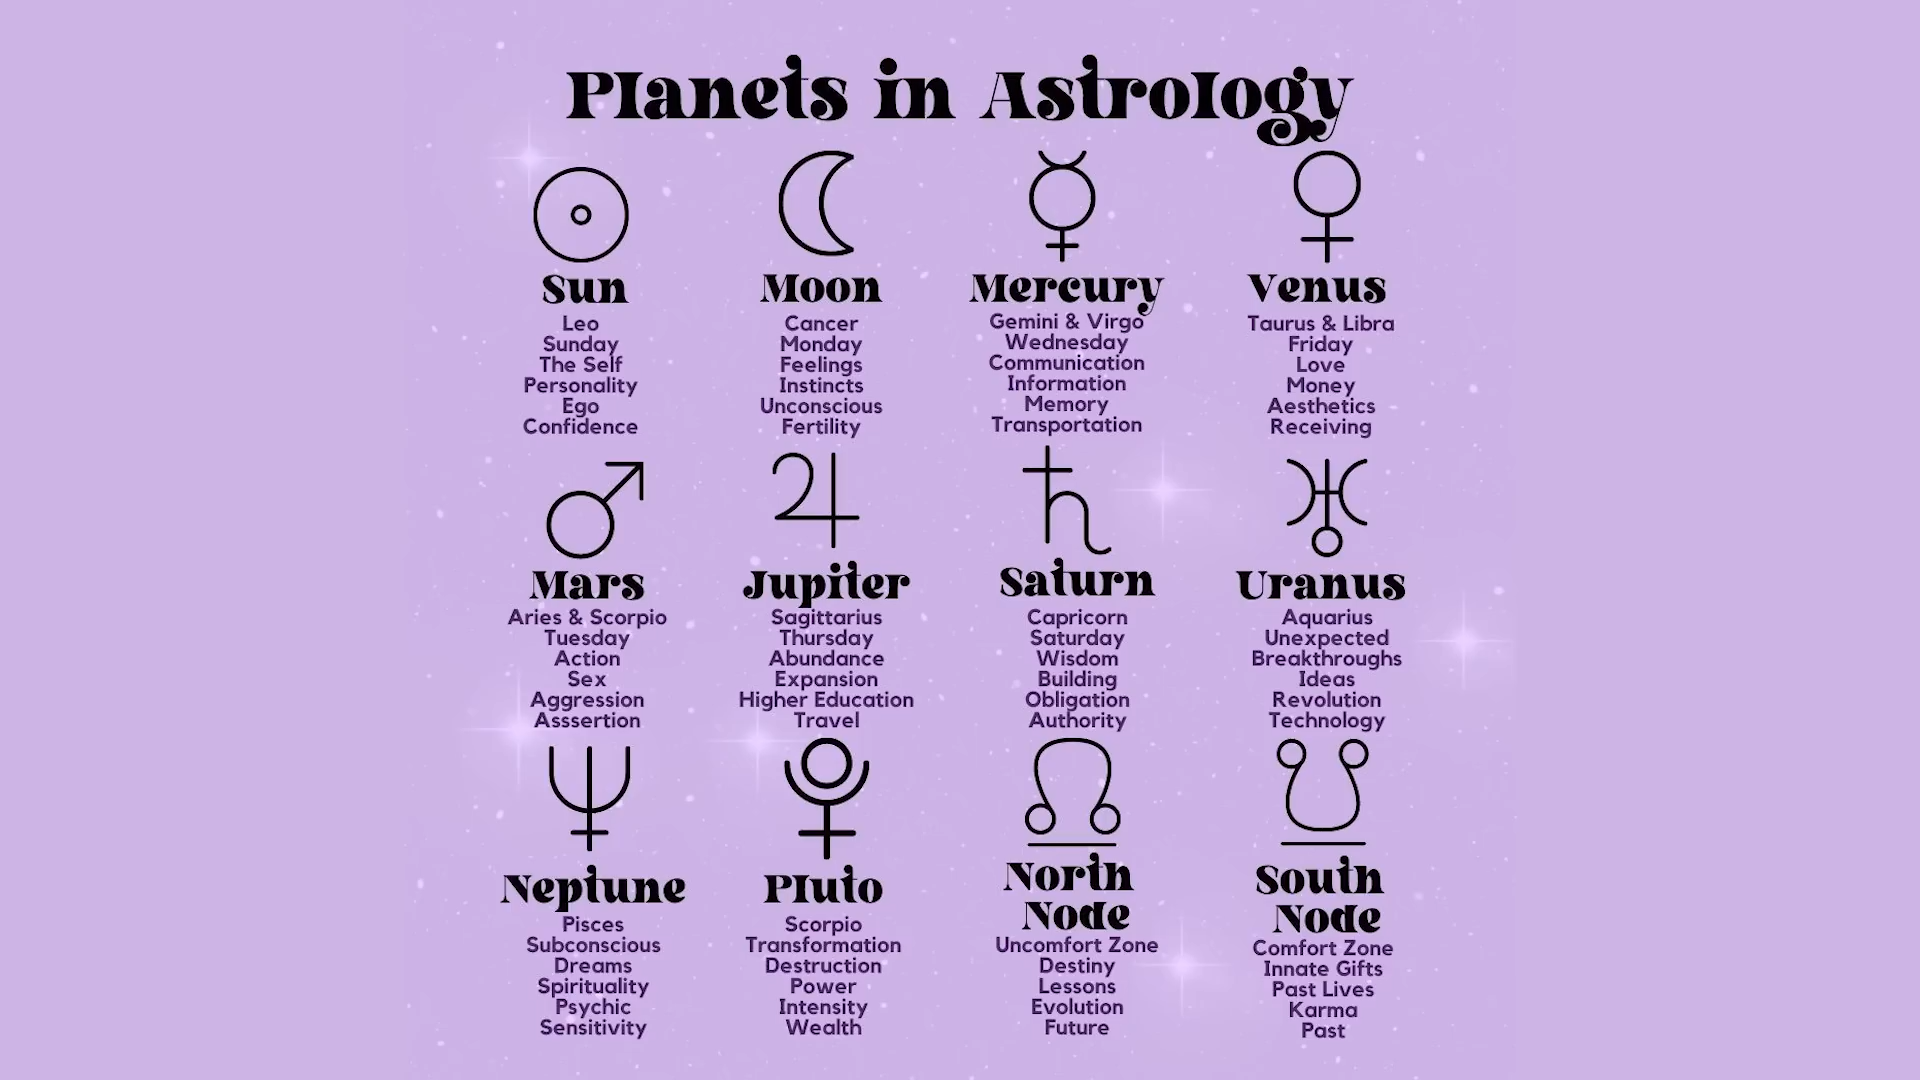 Planets in Astrology
Sun
Leo
Sunday
The Self
Personality
Ego
Confidence
Moon
Cancer
Monday
Feelings
Instincts
Unconscious
Fertility
Mercury
Gemini & Virgo
Wednesday
Communication
Information
Memory
Transportation
Venus
Taurus & Libra
Friday
Love
Money
Aesthetics
Receiving
Mars
Aries & Scorpio
Tuesday
Action
Sex
Aggression
Asssertion
Jupiter
Sagittarius
Thursday
Abundance
Expansion
Higher Education
Travel
Saturn
Capricorn
Saturday
Wisdom
Building
Obligation
Authority
Uranus
Aquarius
Unexpected
Breakthroughs
Ideas
Revolution
Technology
Neptune
Pisces
Subconscious
Dreams
Spirituality
Psychic
Sensitivity
Pluto
Scorpio
Transformation
Destruction
Power
Intensity
Wealth
North
Node
Uncomfort Zone
Destiny
Lessons
Evolution
Future
South
Node
Comfort Zone
Innate Gifts
Past Lives
Karma
Past